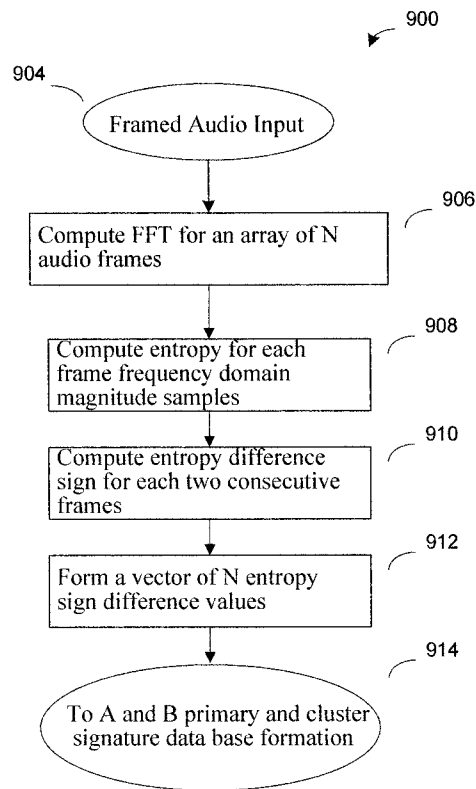 900
904
Framed Audio Input
906
Compute FFT for an array of N
audio frames
908
Compute entropy for each
frame frequency domain
magnitude samples
910
Compute entropy difference
sign for each two consecutive
frames
912
Form a vector of N entropy
sign difference values
914
To A and B primary and cluster
signature data base formation